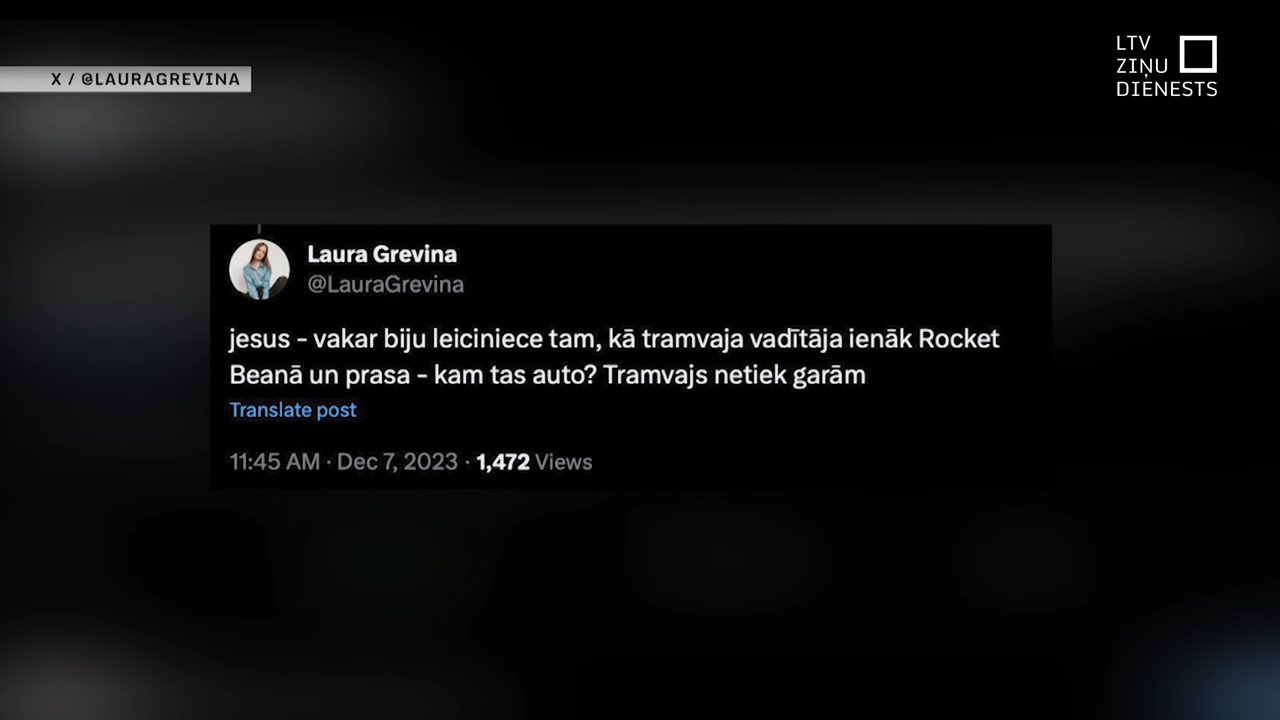 X / @LAURAGREVINA
LTV
ZIŅU
DIENESTS
Laura Grevina
@LauraGrevina
jesus - vakar biju leiciniece tam, kā tramvaja vadītāja ienāk Rocket
Beanā un prasa - kam tas auto? Tramvajs netiek garām
Translate post
11:45 AM · Dec 7, 2023 · 1,472 Views